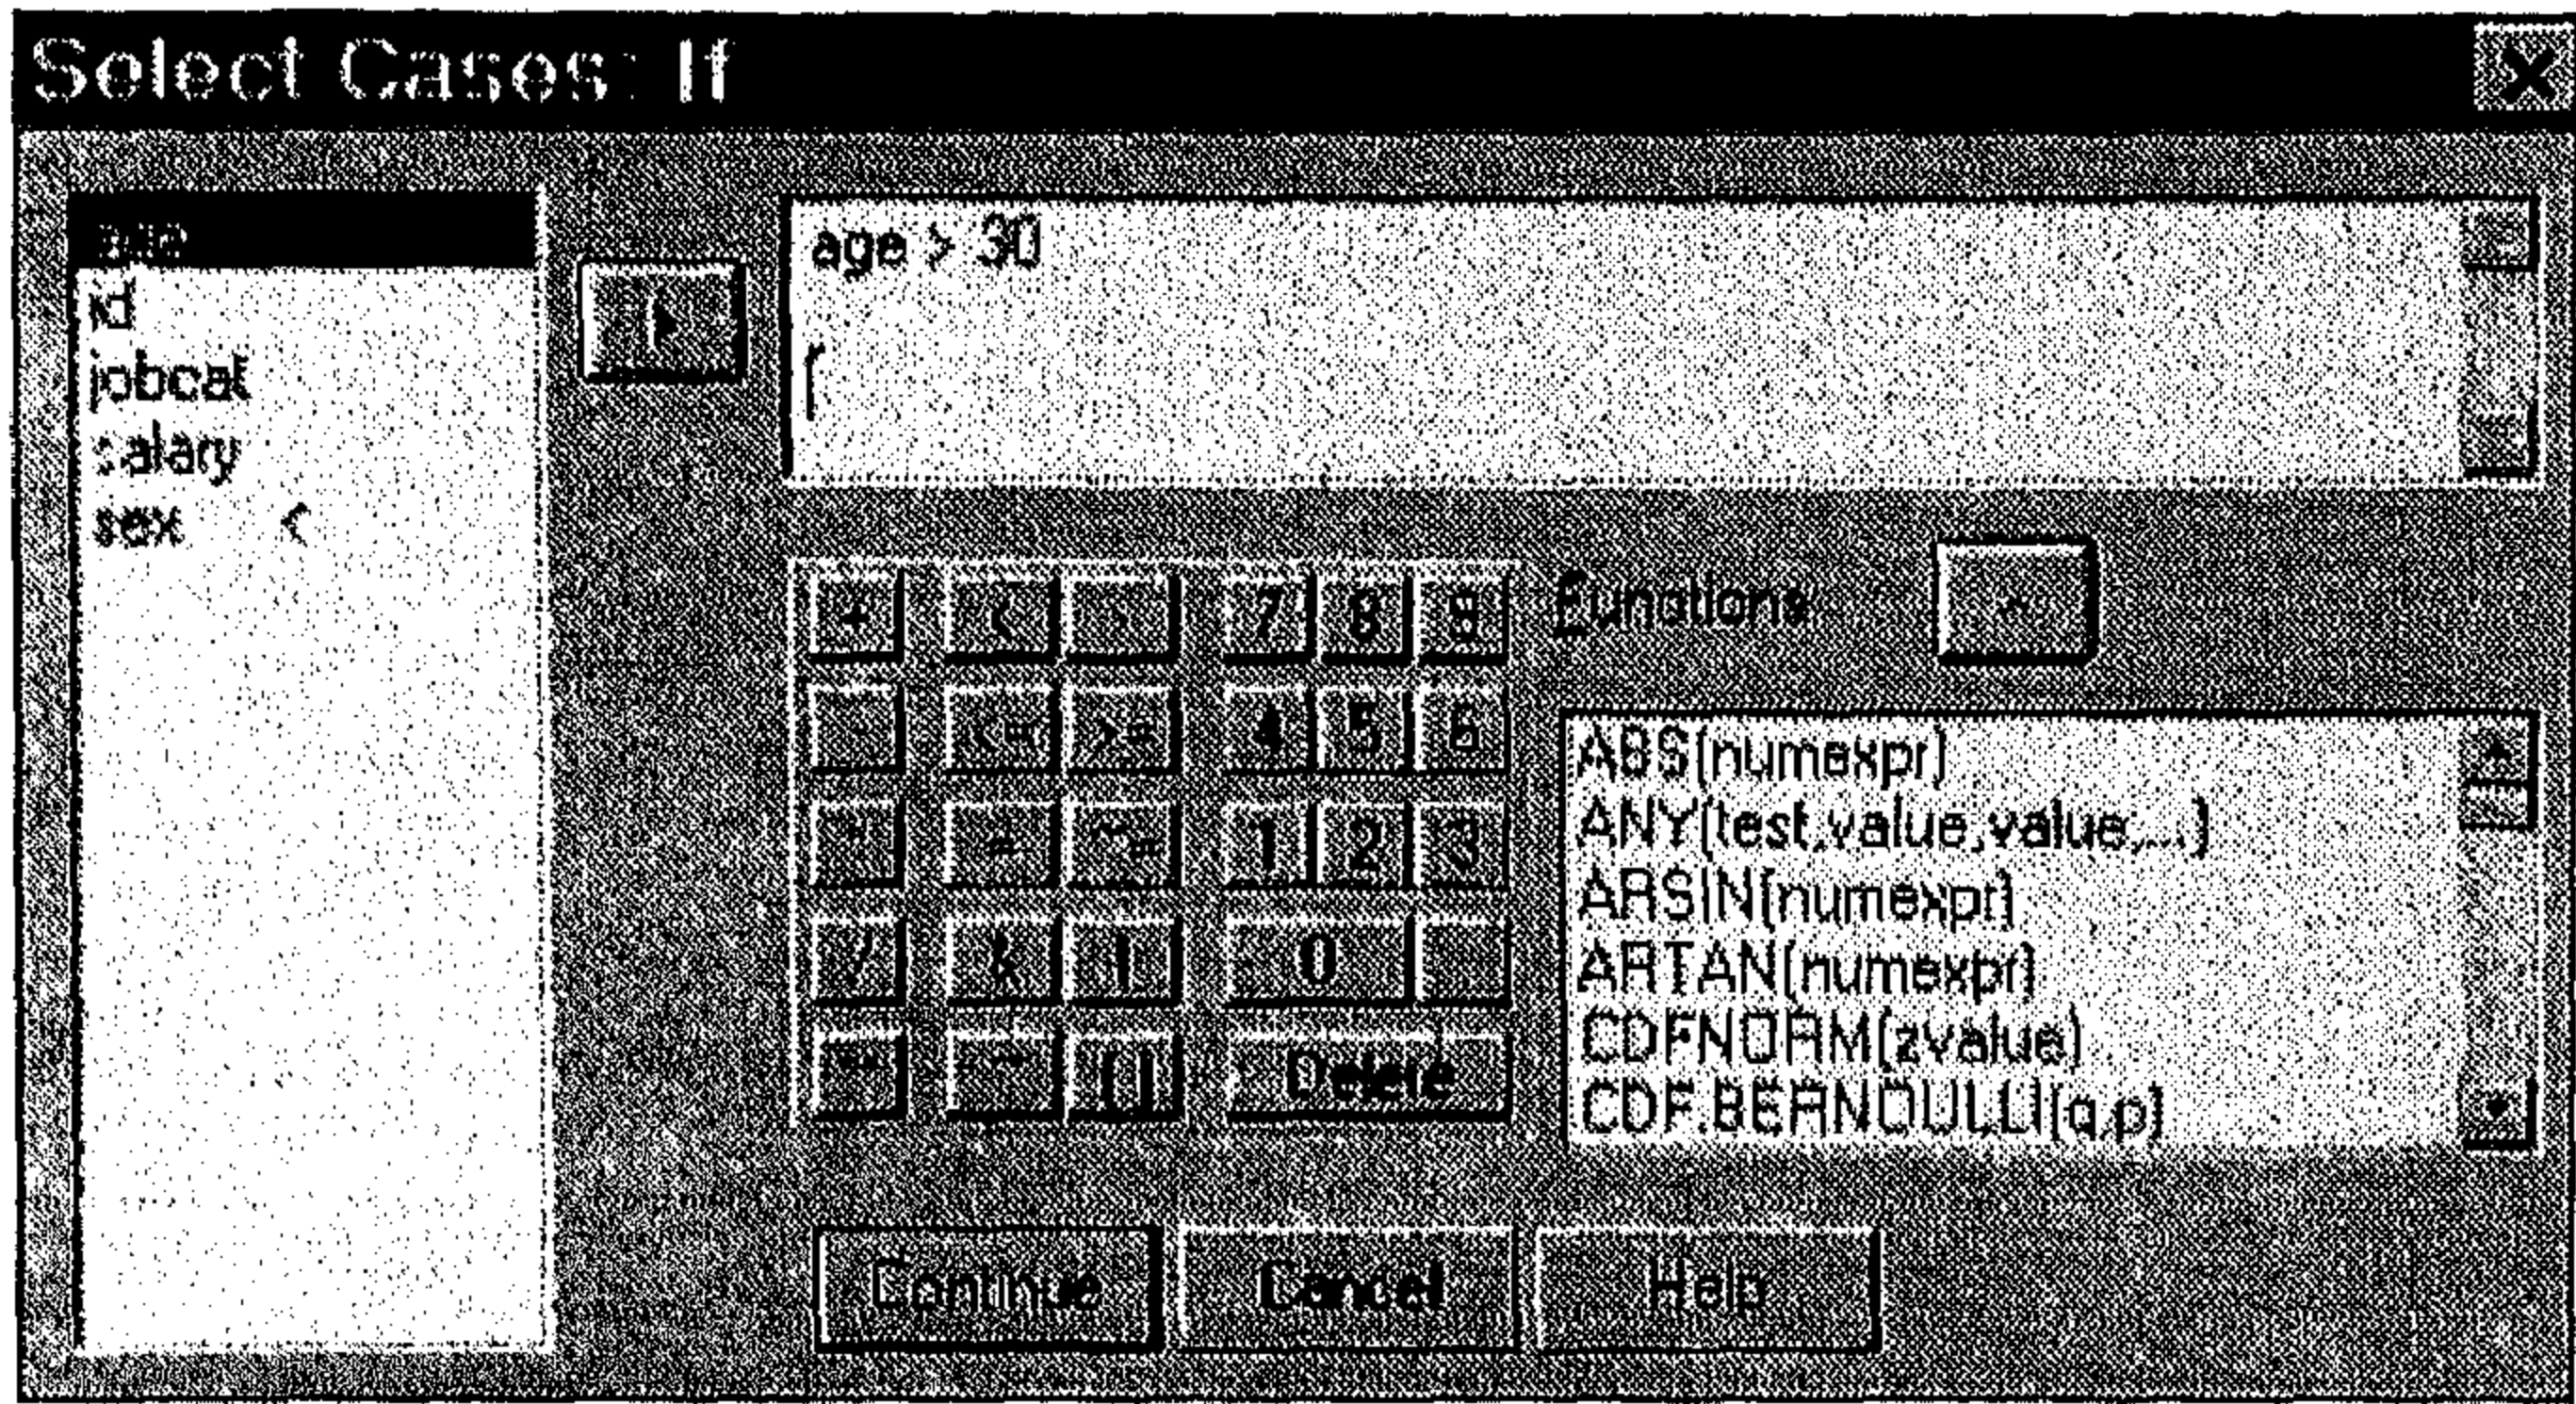 Select Cases: If
age
id
jobcat
salary
sex <
age > 30
+ < 7 8 9
<= >= 4 5 6
= ~= 1 2 3
/ & | 0
** ~ () Delete
Functions
ABS(numexpr)
ANY(test,value,value,...)
ARSIN(numexpr)
ARTAN(numexpr)
CDFNORM(zvalue)
CDF.BERNOULLI(q,p)
Continue Cancel Help